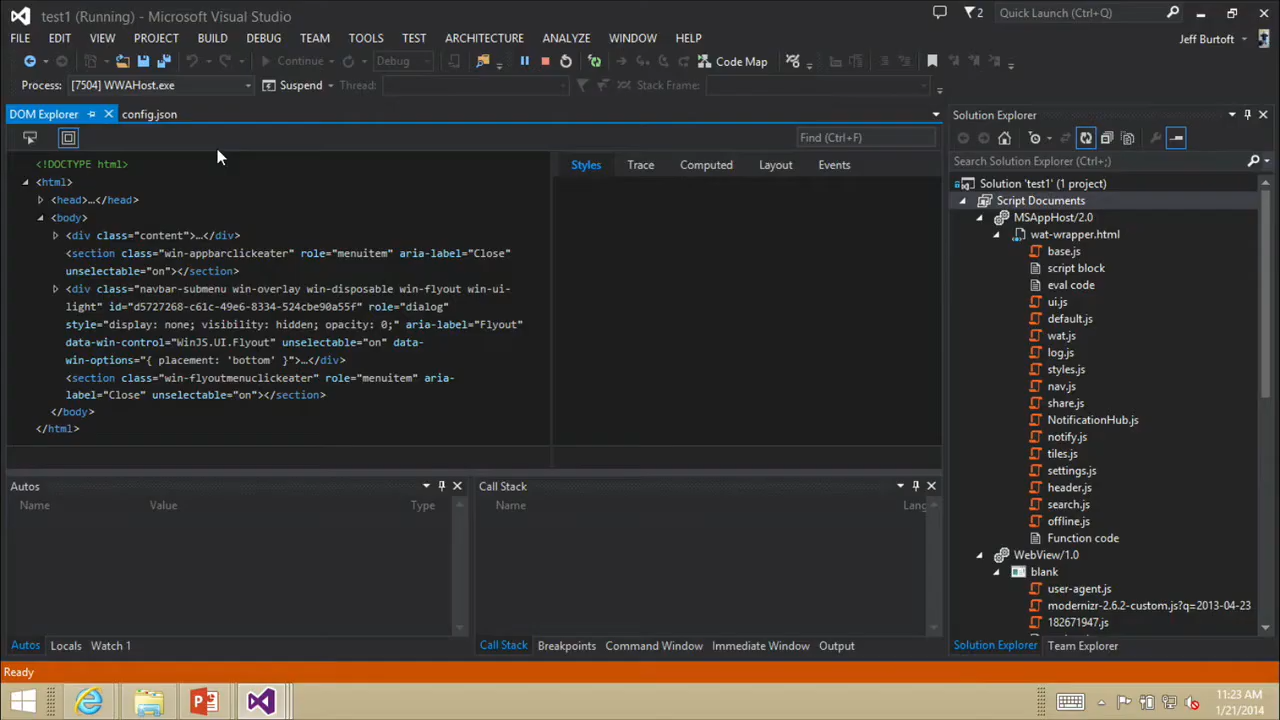 test1 (Running) - Microsoft Visual Studio
2
Quick Launch (Ctrl+Q)
FILE EDIT VIEW PROJECT BUILD DEBUG TEAM TOOLS TEST ARCHITECTURE ANALYZE WINDOW HELP
Jeff Burtoft
Continue Debug Code Map
Process: [7504] WWAHost.exe Suspend Thread: Stack Frame:
DOM Explorer config.json
Find (Ctrl+F)
<!DOCTYPE html>
<html>
<head>...</head>
<body>
<div class="content">...</div>
<section class="win-appbarclickeater" role="menuitem" aria-label="Close"
unselectable="on"></section>
<div class="navbar-submenu win-overlay win-disposable win-flyout win-ui-
light" id="d5727268-c61c-49e6-8334-524cbe90a55f" role="dialog"
style="display: none; visibility: hidden; opacity: 0;" aria-label="Flyout"
data-win-control="WinJS.UI.Flyout" unselectable="on" data-
win-options="{ placement: 'bottom' }">...</div>
<section class="win-flyoutmenuclickeater" role="menuitem" aria-
label="Close" unselectable="on"></section>
</body>
</html>
Styles Trace Computed Layout Events
Autos
Name Value Type
Autos Locals Watch 1
Call Stack
Name Lang
Call Stack Breakpoints Command Window Immediate Window Output
Solution Explorer
Search Solution Explorer (Ctrl+;)
Solution 'test1' (1 project)
Script Documents
MSAppHost/2.0
wat-wrapper.html
base.js
script block
eval code
ui.js
default.js
wat.js
log.js
styles.js
nav.js
share.js
NotificationHub.js
notify.js
tiles.js
settings.js
header.js
search.js
offline.js
Function code
WebView/1.0
blank
user-agent.js
modernizr-2.6.2-custom.js?q=2013-04-23
182671947.js
Solution Explorer Team Explorer
Ready
11:23 AM
1/21/2014